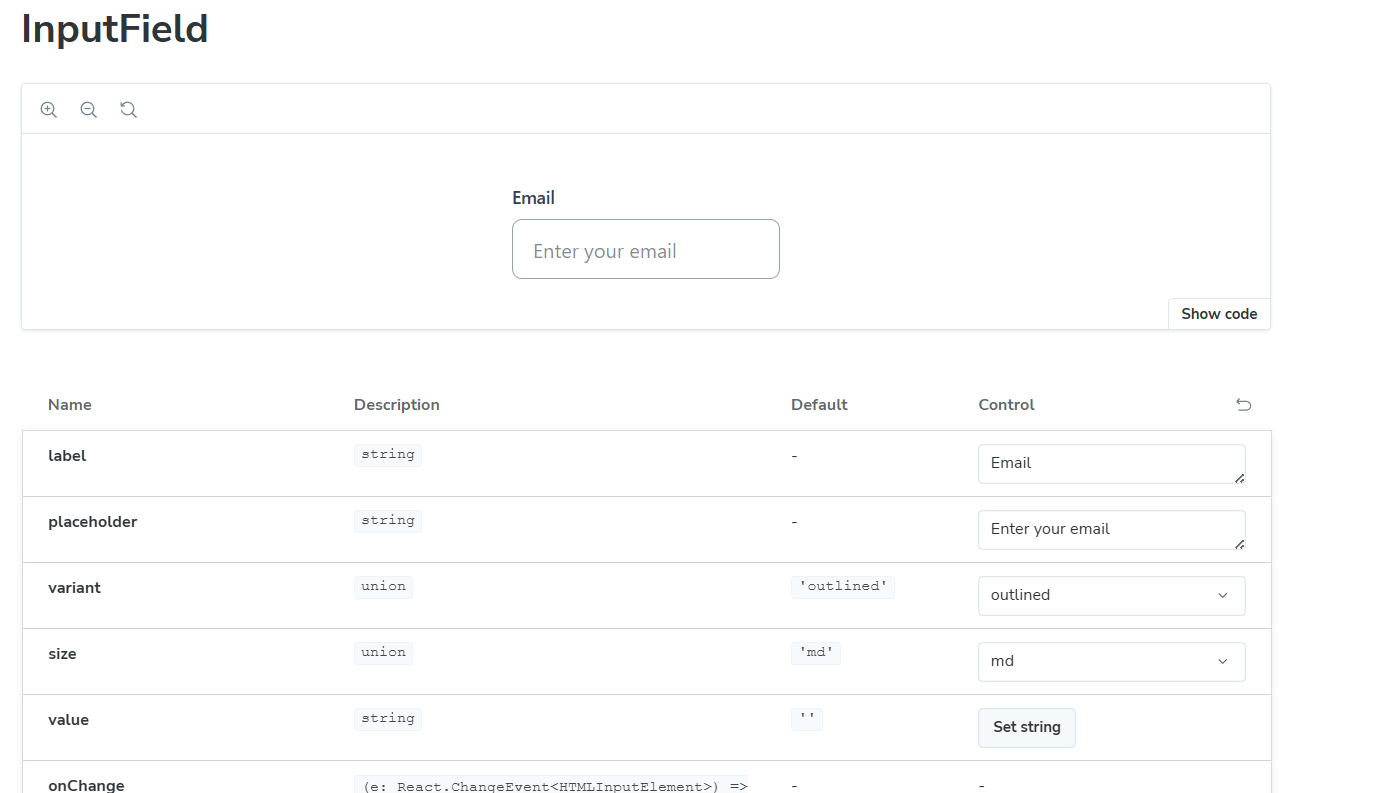 InputField
Email
Enter your email
Show code
Name Description Default Control
label string - Email
placeholder string - Enter your email
variant union 'outlined' outlined
size union 'md' md
value string '' Set string
onChange (e: React.ChangeEvent<HTMLInputElement>) => - -